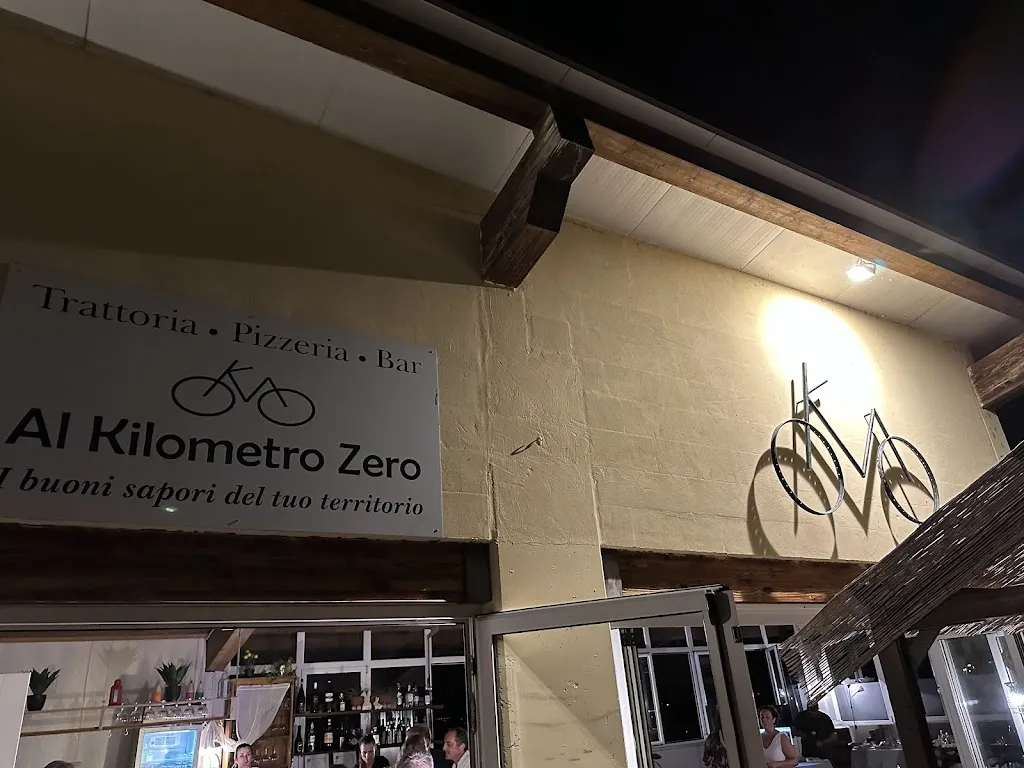 Trattoria • Pizzeria • Bar
Al Kilometro Zero
I buoni sapori del tuo territorio